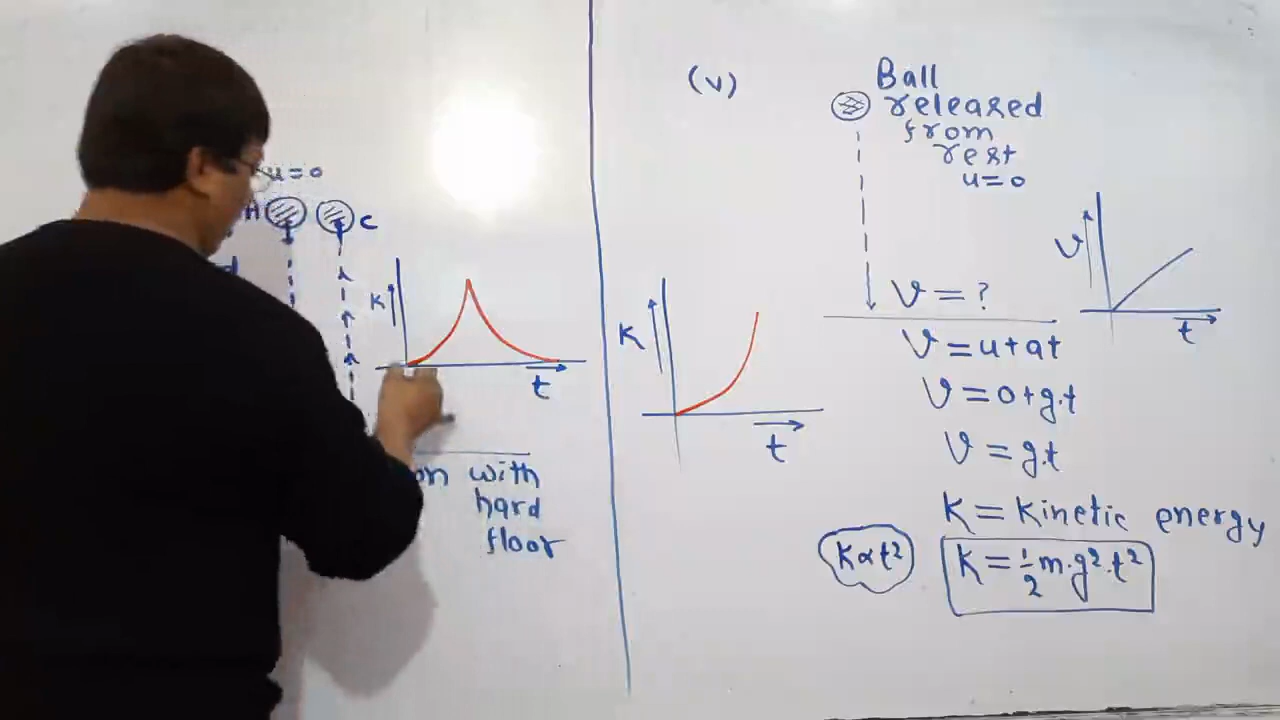 u=0
A
C
K
t
on with
hard
floor
(v)
Ball
released
from
rest
u=0
V
t
V=?
K
t
V=u+at
V=0+g.t
V=g.t
K=Kinetic energy
K∝t²
K=½m.g².t²